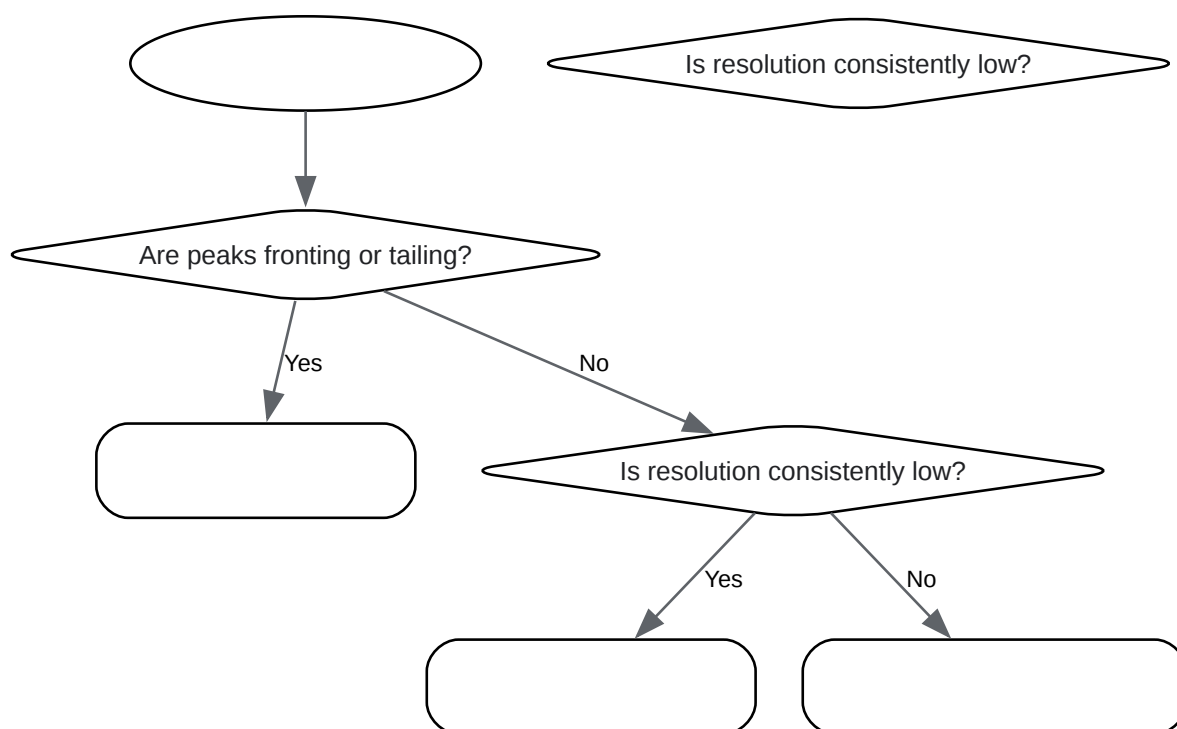 Is resolution consistently low?
Are peaks fronting or tailing?
Yes
No
Is resolution consistently low?
Yes
No